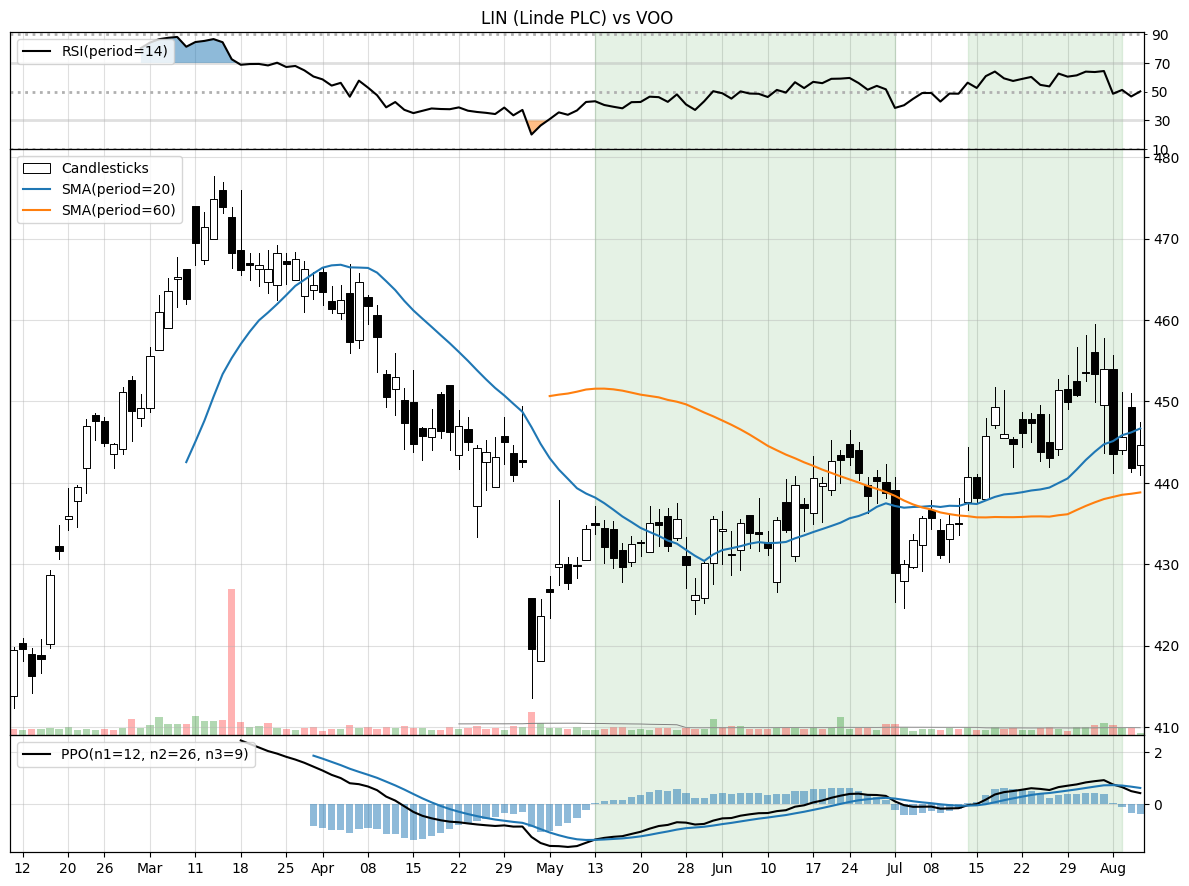 LIN (Linde PLC) vs VOO
RSI(period=14)
90
70
50
30
10
Candlesticks
SMA(period=20)
SMA(period=60)
480
470
460
450
440
430
420
410
PPO(n1=12, n2=26, n3=9)
2
0
12 20 26 Mar 11 18 Apr 08 15 22 29 May 13 20 28 Jun 10 17 24 Jul 08 15 22 29 Aug